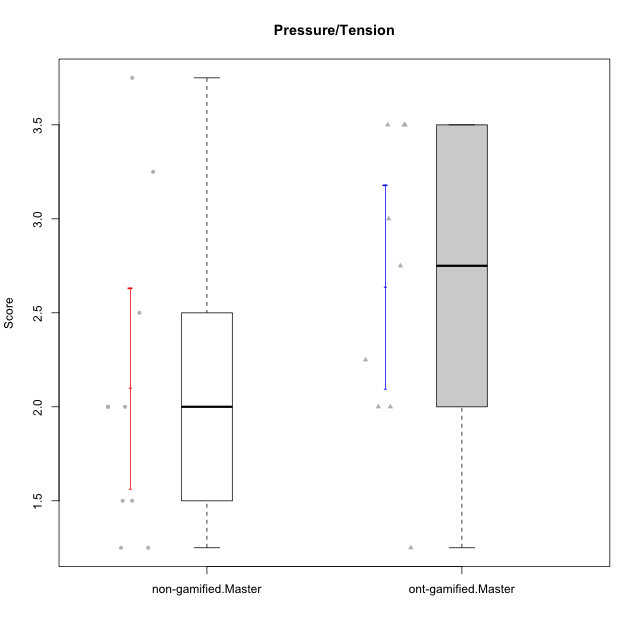 Pressure/Tension
Score
3.5
3.0
2.5
2.0
1.5
non-gamified.Master
ont-gamified.Master